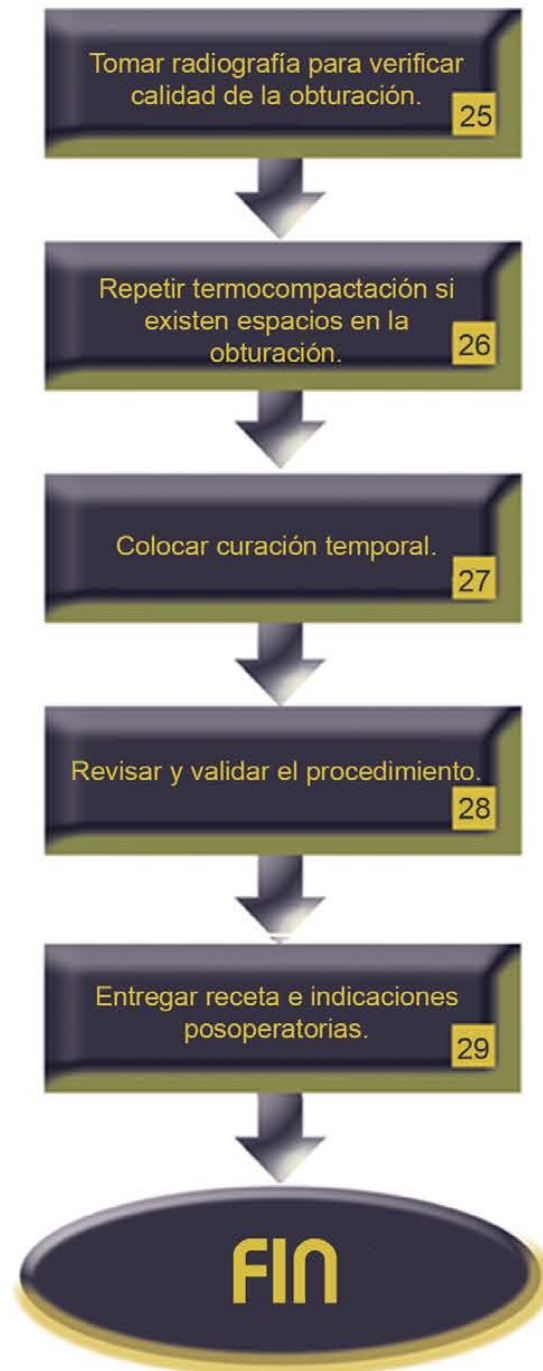 Tomar radiografía para verificar
calidad de la obturación.
25
Repetir termocompactación si
existen espacios en la
obturación.
26
Colocar curación temporal.
27
Revisar y validar el procedimiento.
28
Entregar receta e indicaciones
posoperatorias.
29
FIN